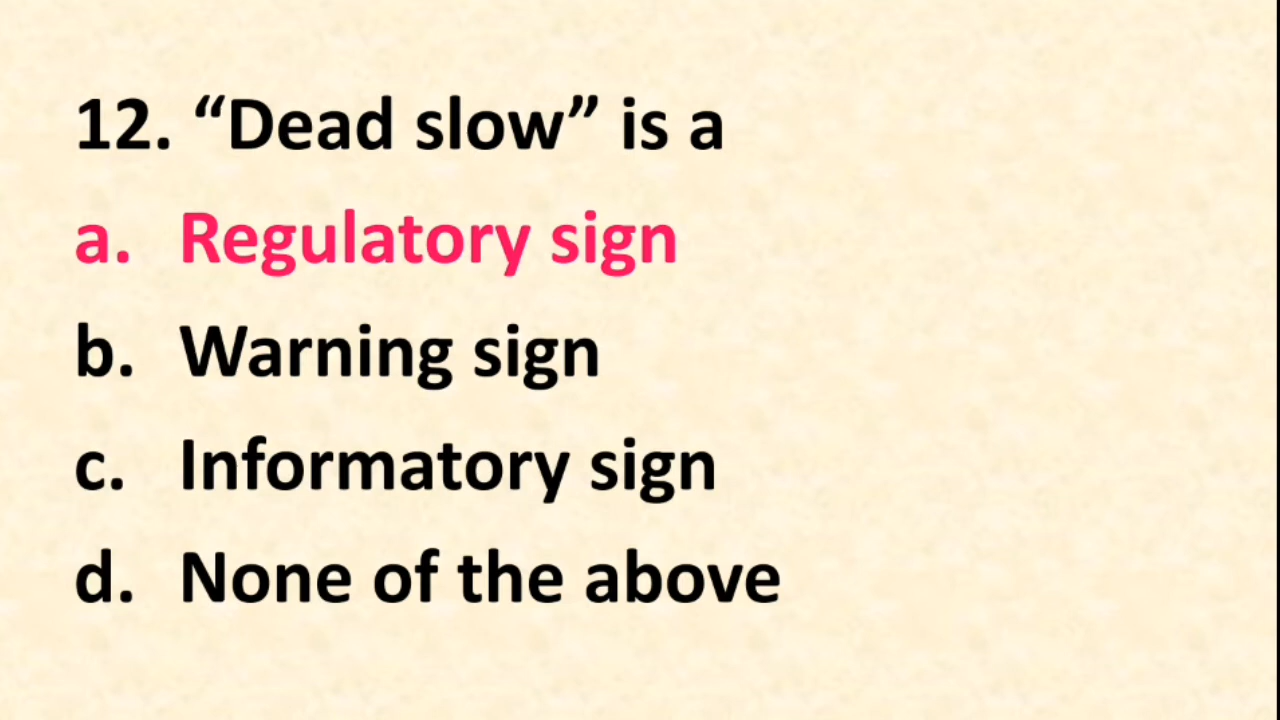 12. “Dead slow” is a
a. Regulatory sign
b. Warning sign
c. Informatory sign
d. None of the above